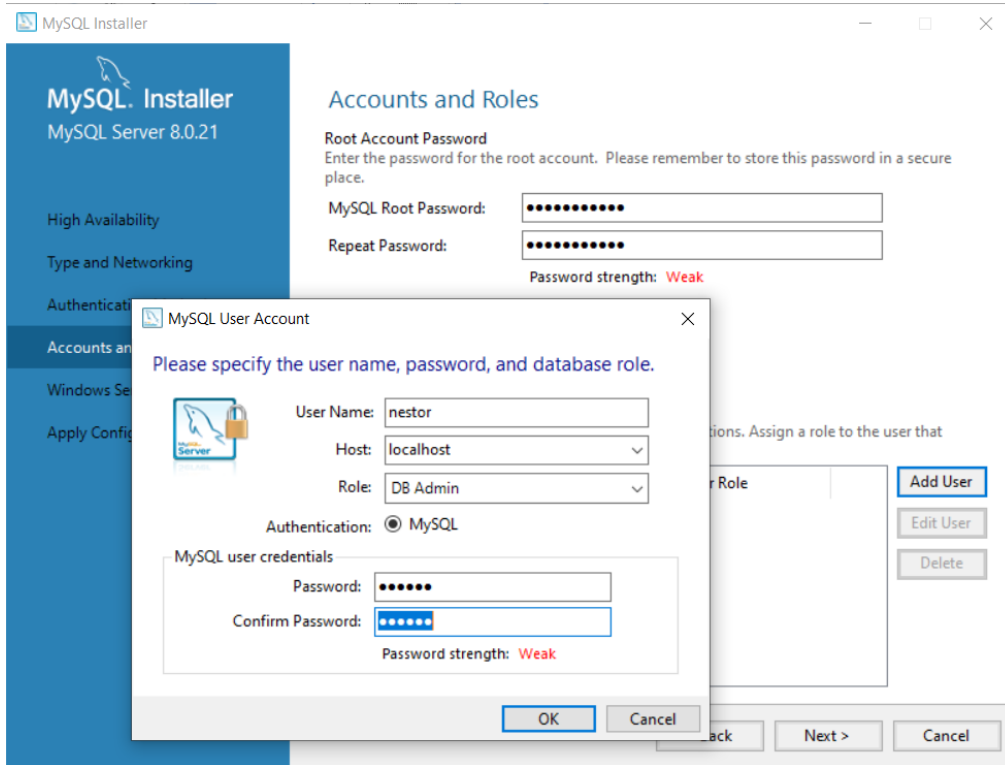 MySQL Installer
MySQL. Installer
MySQL Server 8.0.21
High Availability
Type and Networking
Authenticati
Accounts an
Windows Se
Apply Config
Accounts and Roles
Root Account Password
Enter the password for the root account. Please remember to store this password in a secure
place.
MySQL Root Password: ●●●●●●●●●●●
Repeat Password: ●●●●●●●●●●●
Password strength: Weak
tions. Assign a role to the user that
r Role
Add User
Edit User
Delete
MySQL User Account
Please specify the user name, password, and database role.
Server
User Name: nestor
Host: localhost
Role: DB Admin
Authentication: MySQL
MySQL user credentials
Password: ●●●●●●
Confirm Password: ●●●●●●
Password strength: Weak
OK Cancel
ack Next > Cancel